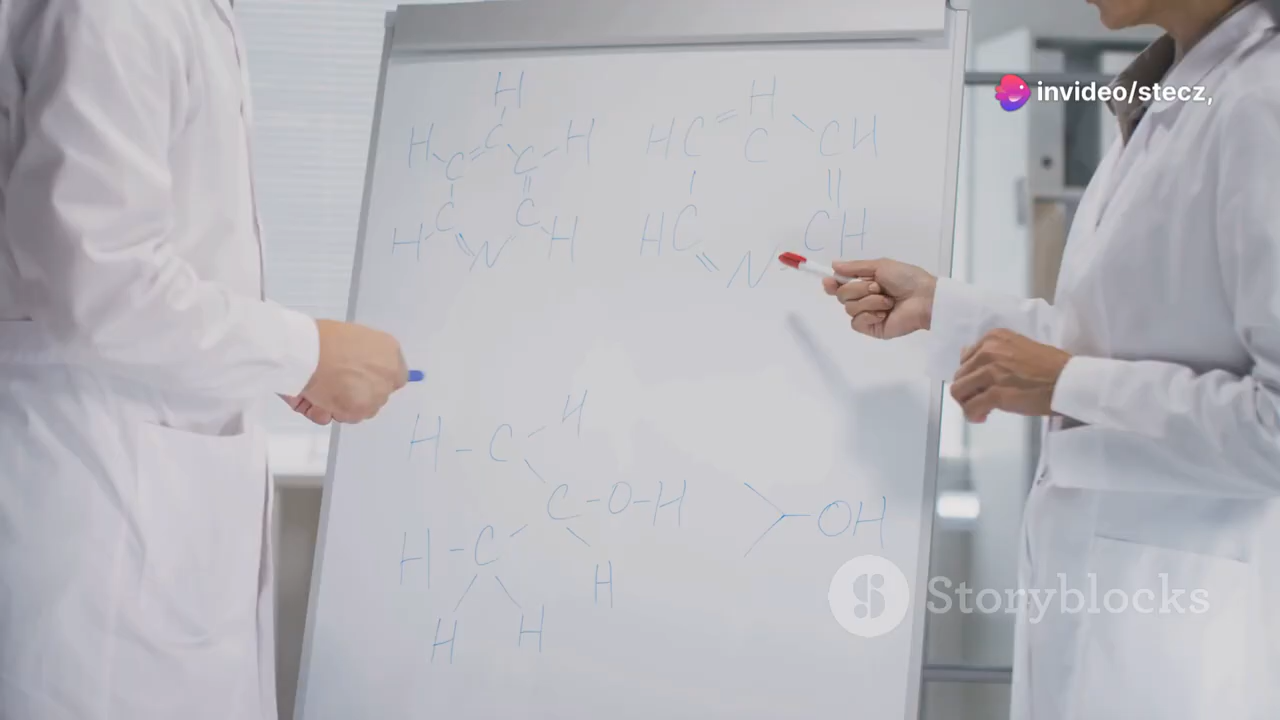 invideo/stecz,
H H
H C C H HC C CH
C C
H C N C H HC N CH
H - C H
C - O - H
H - C OH
H
H H
Storyblocks